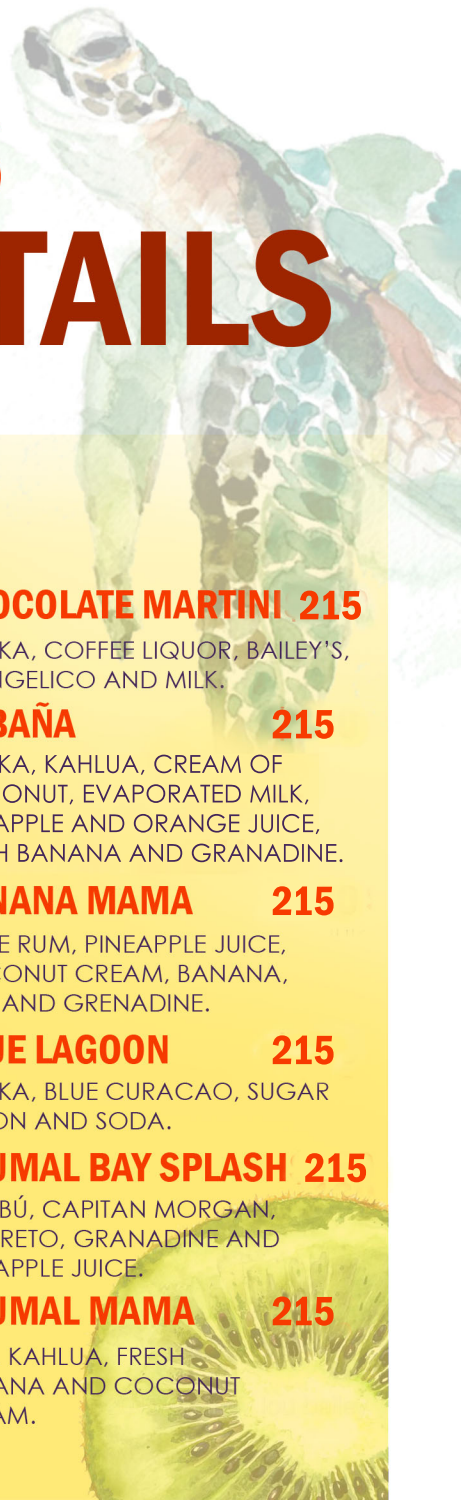 TAILS
OCOLATE MARTINI 215
KA, COFFEE LIQUOR, BAILEY'S,
NGELICO AND MILK.
BAÑA 215
KA, KAHLUA, CREAM OF
ONUT, EVAPORATED MILK,
APPLE AND ORANGE JUICE,
H BANANA AND GRANADINE.
NANA MAMA 215
E RUM, PINEAPPLE JUICE,
CONUT CREAM, BANANA,
AND GRENADINE.
UE LAGOON 215
KA, BLUE CURACAO, SUGAR
ON AND SODA.
UMAL BAY SPLASH 215
BÚ, CAPITAN MORGAN,
RETO, GRANADINE AND
APPLE JUICE.
UMAL MAMA 215
KAHLUA, FRESH
ANA AND COCONUT
AM.